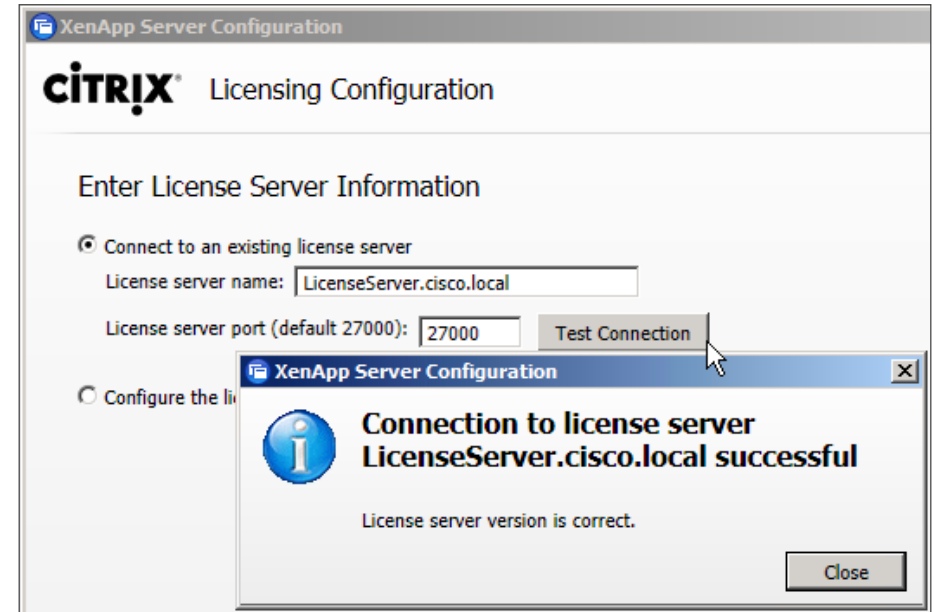 XenApp Server Configuration
CİTRIX® Licensing Configuration
Enter License Server Information
Connect to an existing license server
License server name: LicenseServer.cisco.local
License server port (default 27000): 27000 Test Connection
XenApp Server Configuration
Configure the
Connection to license server
LicenseServer.cisco.local successful
License server version is correct.
Close